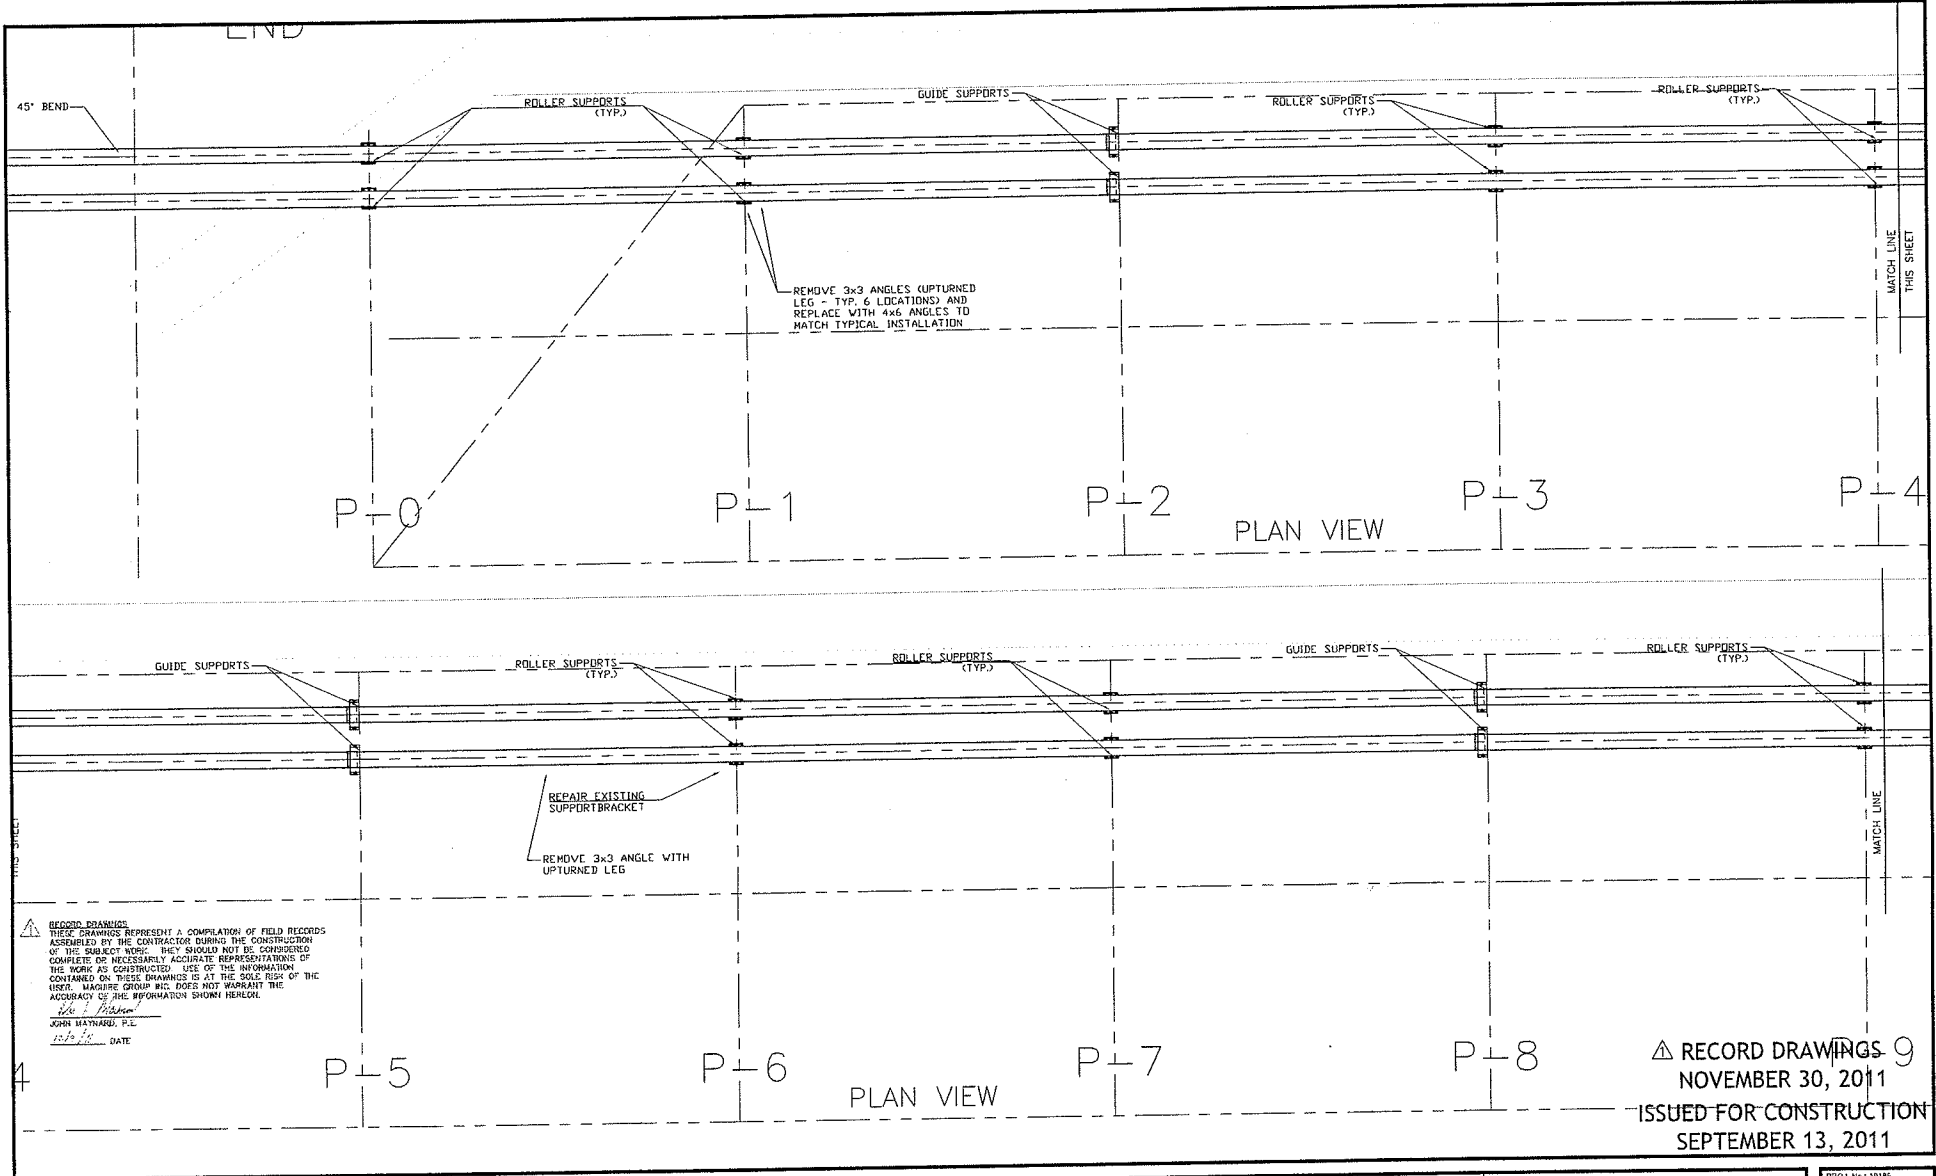 END
45° BEND
ROLLER SUPPORTS
(TYP.)
GUIDE SUPPORTS
ROLLER SUPPORTS
(TYP.)
ROLLER SUPPORTS
(TYP.)
MATCH LINE
THIS SHEET
REMOVE 3x3 ANGLES (UPTURNED
LEG - TYP. 6 LOCATIONS) AND
REPLACE WITH 4x6 ANGLES TO
MATCH TYPICAL INSTALLATION
P-0
P-1
P-2
P-3
P-4
PLAN VIEW
GUIDE SUPPORTS
ROLLER SUPPORTS
(TYP.)
ROLLER SUPPORTS
(TYP.)
GUIDE SUPPORTS
ROLLER SUPPORTS
(TYP.)
REPAIR EXISTING
SUPPORTBRACKET
REMOVE 3x3 ANGLE WITH
UPTURNED LEG
THIS SHEET
MATCH LINE
1
RECORD DRAWINGS
THESE DRAWINGS REPRESENT A COMPILATION OF FIELD RECORDS
ASSEMBLED BY THE CONTRACTOR DURING THE CONSTRUCTION
OF THE SUBJECT WORK. THEY SHOULD NOT BE CONSIDERED
COMPLETE OR NECESSARILY ACCURATE REPRESENTATIONS OF
THE WORK AS CONSTRUCTED. USE OF THE INFORMATION
CONTAINED ON THESE DRAWINGS IS AT THE SOLE RISK OF THE
USER. MAGUIRE GROUP INC. DOES NOT WARRANT THE
ACCURACY OF THE INFORMATION SHOWN HEREON.
JOHN MAYNARD, P.E.
DATE
4
P-5
P-6
P-7
P-8
P-9
PLAN VIEW
1 RECORD DRAWINGS
NOVEMBER 30, 2011
ISSUED FOR CONSTRUCTION
SEPTEMBER 13, 2011